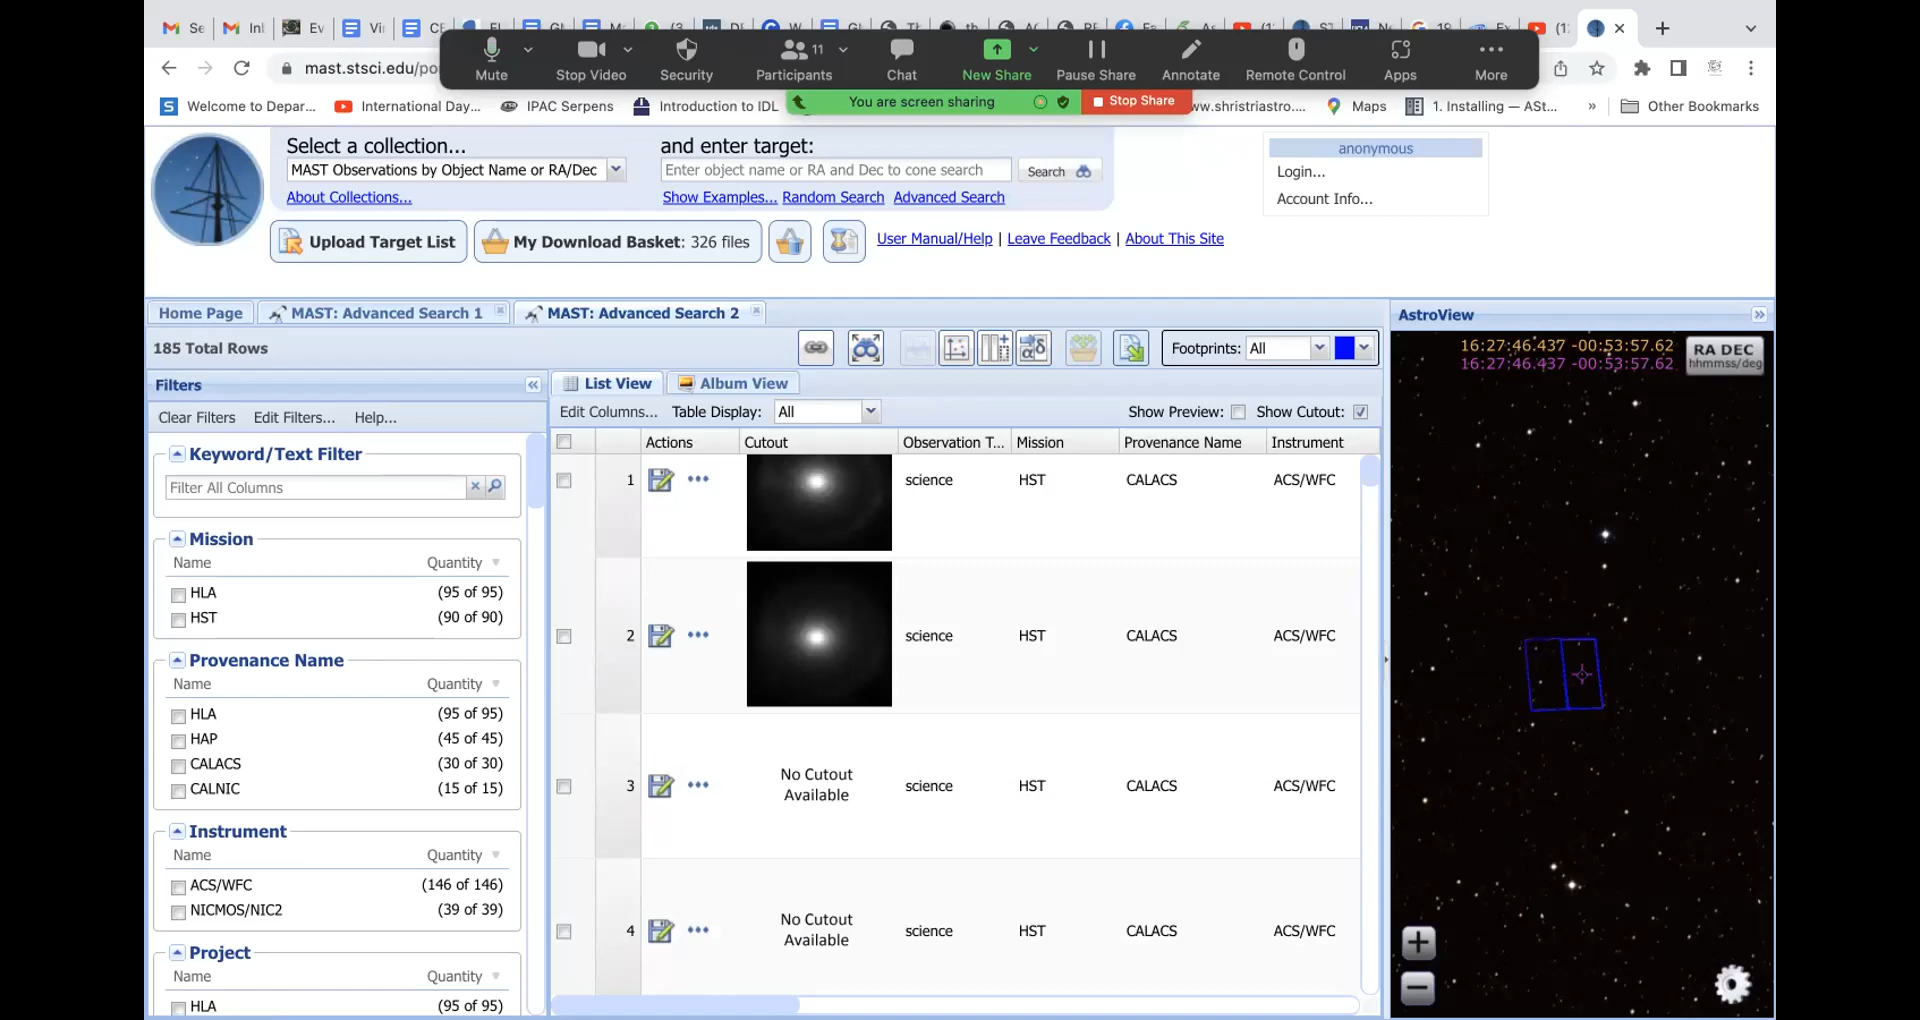 Se
In
Ev
Vi
CE
Mute
Stop Video
Security
Participants
11
Chat
New Share
Pause Share
Annotate
Remote Control
Apps
More
mast.stsci.edu/po
You are screen sharing
Stop Share
Welcome to Depar...
International Day...
IPAC Serpens
Introduction to IDL
ww.shristriastro....
Maps
1. Installing — ASt...
»
Other Bookmarks
Select a collection...
and enter target:
MAST Observations by Object Name or RA/Dec
Enter object name or RA and Dec to cone search
Search
About Collections...
Show Examples...
Random Search
Advanced Search
anonymous
Login...
Account Info...
Upload Target List
My Download Basket: 326 files
User Manual/Help | Leave Feedback | About This Site
Home Page
MAST: Advanced Search 1
MAST: Advanced Search 2
AstroView
185 Total Rows
Footprints: All
16:27:46.437 -00:53:57.62
16:27:46.437 -00:53:57.62
RA DEC
hhmmss/deg
Filters
List View
Album View
Clear Filters
Edit Filters...
Help...
Edit Columns...
Table Display: All
Show Preview:
Show Cutout:
Actions
Cutout
Observation T...
Mission
Provenance Name
Instrument
Keyword/Text Filter
Filter All Columns
Mission
Name
Quantity
HLA (95 of 95)
HST (90 of 90)
Provenance Name
Name
Quantity
HLA (95 of 95)
HAP (45 of 45)
CALACS (30 of 30)
CALNIC (15 of 15)
Instrument
Name
Quantity
ACS/WFC (146 of 146)
NICMOS/NIC2 (39 of 39)
Project
Name
Quantity
HLA (95 of 95)
1 science HST CALACS ACS/WFC
2 science HST CALACS ACS/WFC
3 No Cutout Available science HST CALACS ACS/WFC
4 No Cutout Available science HST CALACS ACS/WFC